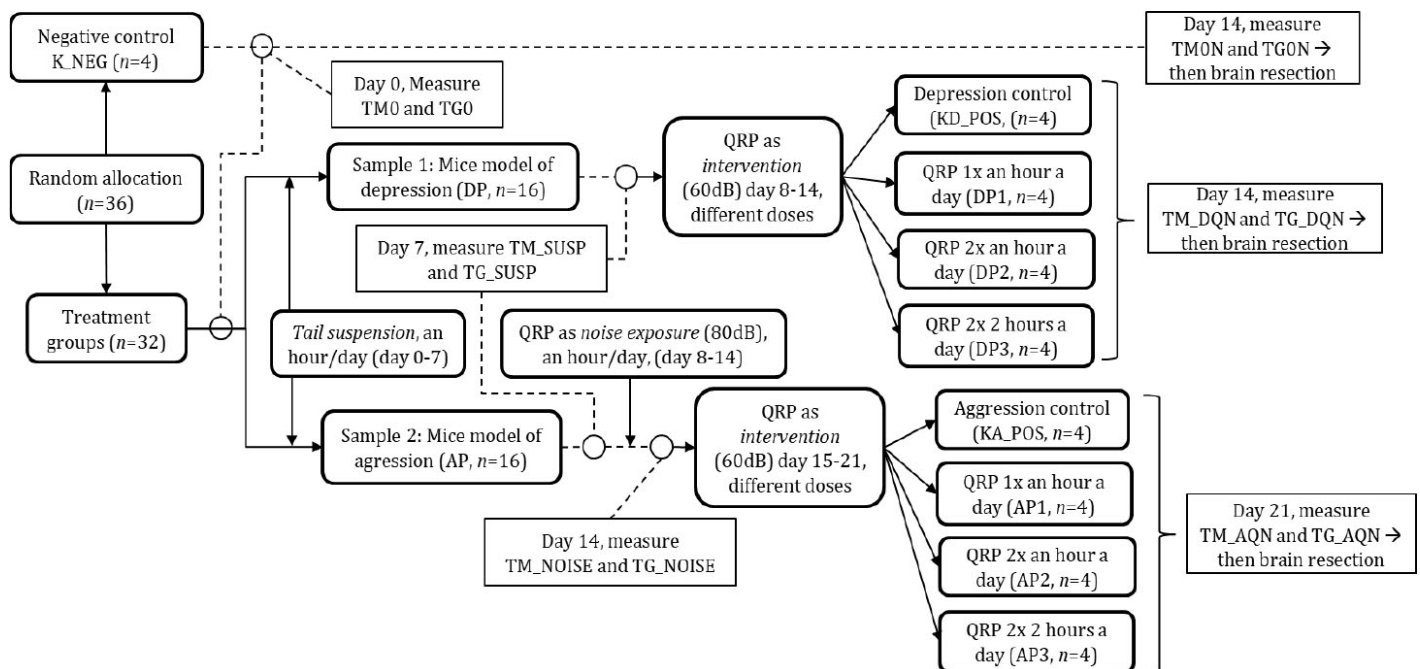 Negative control
K_NEG (n=4)
Day 14, measure
TM0N and TG0N →
then brain resection
Day 0, Measure
TM0 and TG0
Random allocation
(n=36)
Sample 1: Mice model of
depression (DP, n=16)
QRP as
intervention
(60dB) day 8-14,
different doses
Depression control
(KD_POS, (n=4)
QRP 1x an hour a
day (DP1, n=4)
QRP 2x an hour a
day (DP2, n=4)
QRP 2x 2 hours a
day (DP3, n=4)
Day 14, measure
TM_DQN and TG_DQN →
then brain resection
Day 7, measure TM_SUSP
and TG_SUSP
Treatment
groups (n=32)
Tail suspension, an
hour/day (day 0-7)
QRP as noise exposure (80dB),
an hour/day, (day 8-14)
Sample 2: Mice model of
agression (AP, n=16)
QRP as
intervention
(60dB) day 15-21,
different doses
Aggression control
(KA_POS, n=4)
QRP 1x an hour a
day (AP1, n=4)
QRP 2x an hour a
day (AP2, n=4)
QRP 2x 2 hours a
day (AP3, n=4)
Day 21, measure
TM_AQN and TG_AQN →
then brain resection
Day 14, measure
TM_NOISE and TG_NOISE